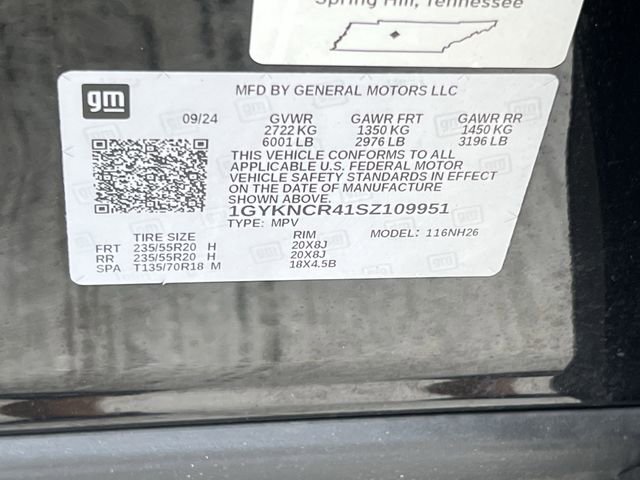 Spring Hill, Tennessee
gm
MFD BY GENERAL MOTORS LLC
09/24 GVWR GAWR FRT GAWR RR
2722 KG 1350 KG 1450 KG
6001 LB 2976 LB 3196 LB
THIS VEHICLE CONFORMS TO ALL
APPLICABLE U.S. FEDERAL MOTOR
VEHICLE SAFETY STANDARDS IN EFFECT
ON THE DATE OF MANUFACTURE
SHOWN ABOVE.
1GYKNCR41SZ109951
TYPE: MPV MODEL: 116NH26
TIRE SIZE RIM
FRT 235/55R20 H 20X8J
RR 235/55R20 H 20X8J
SPA T135/70R18 M 18X4.5B